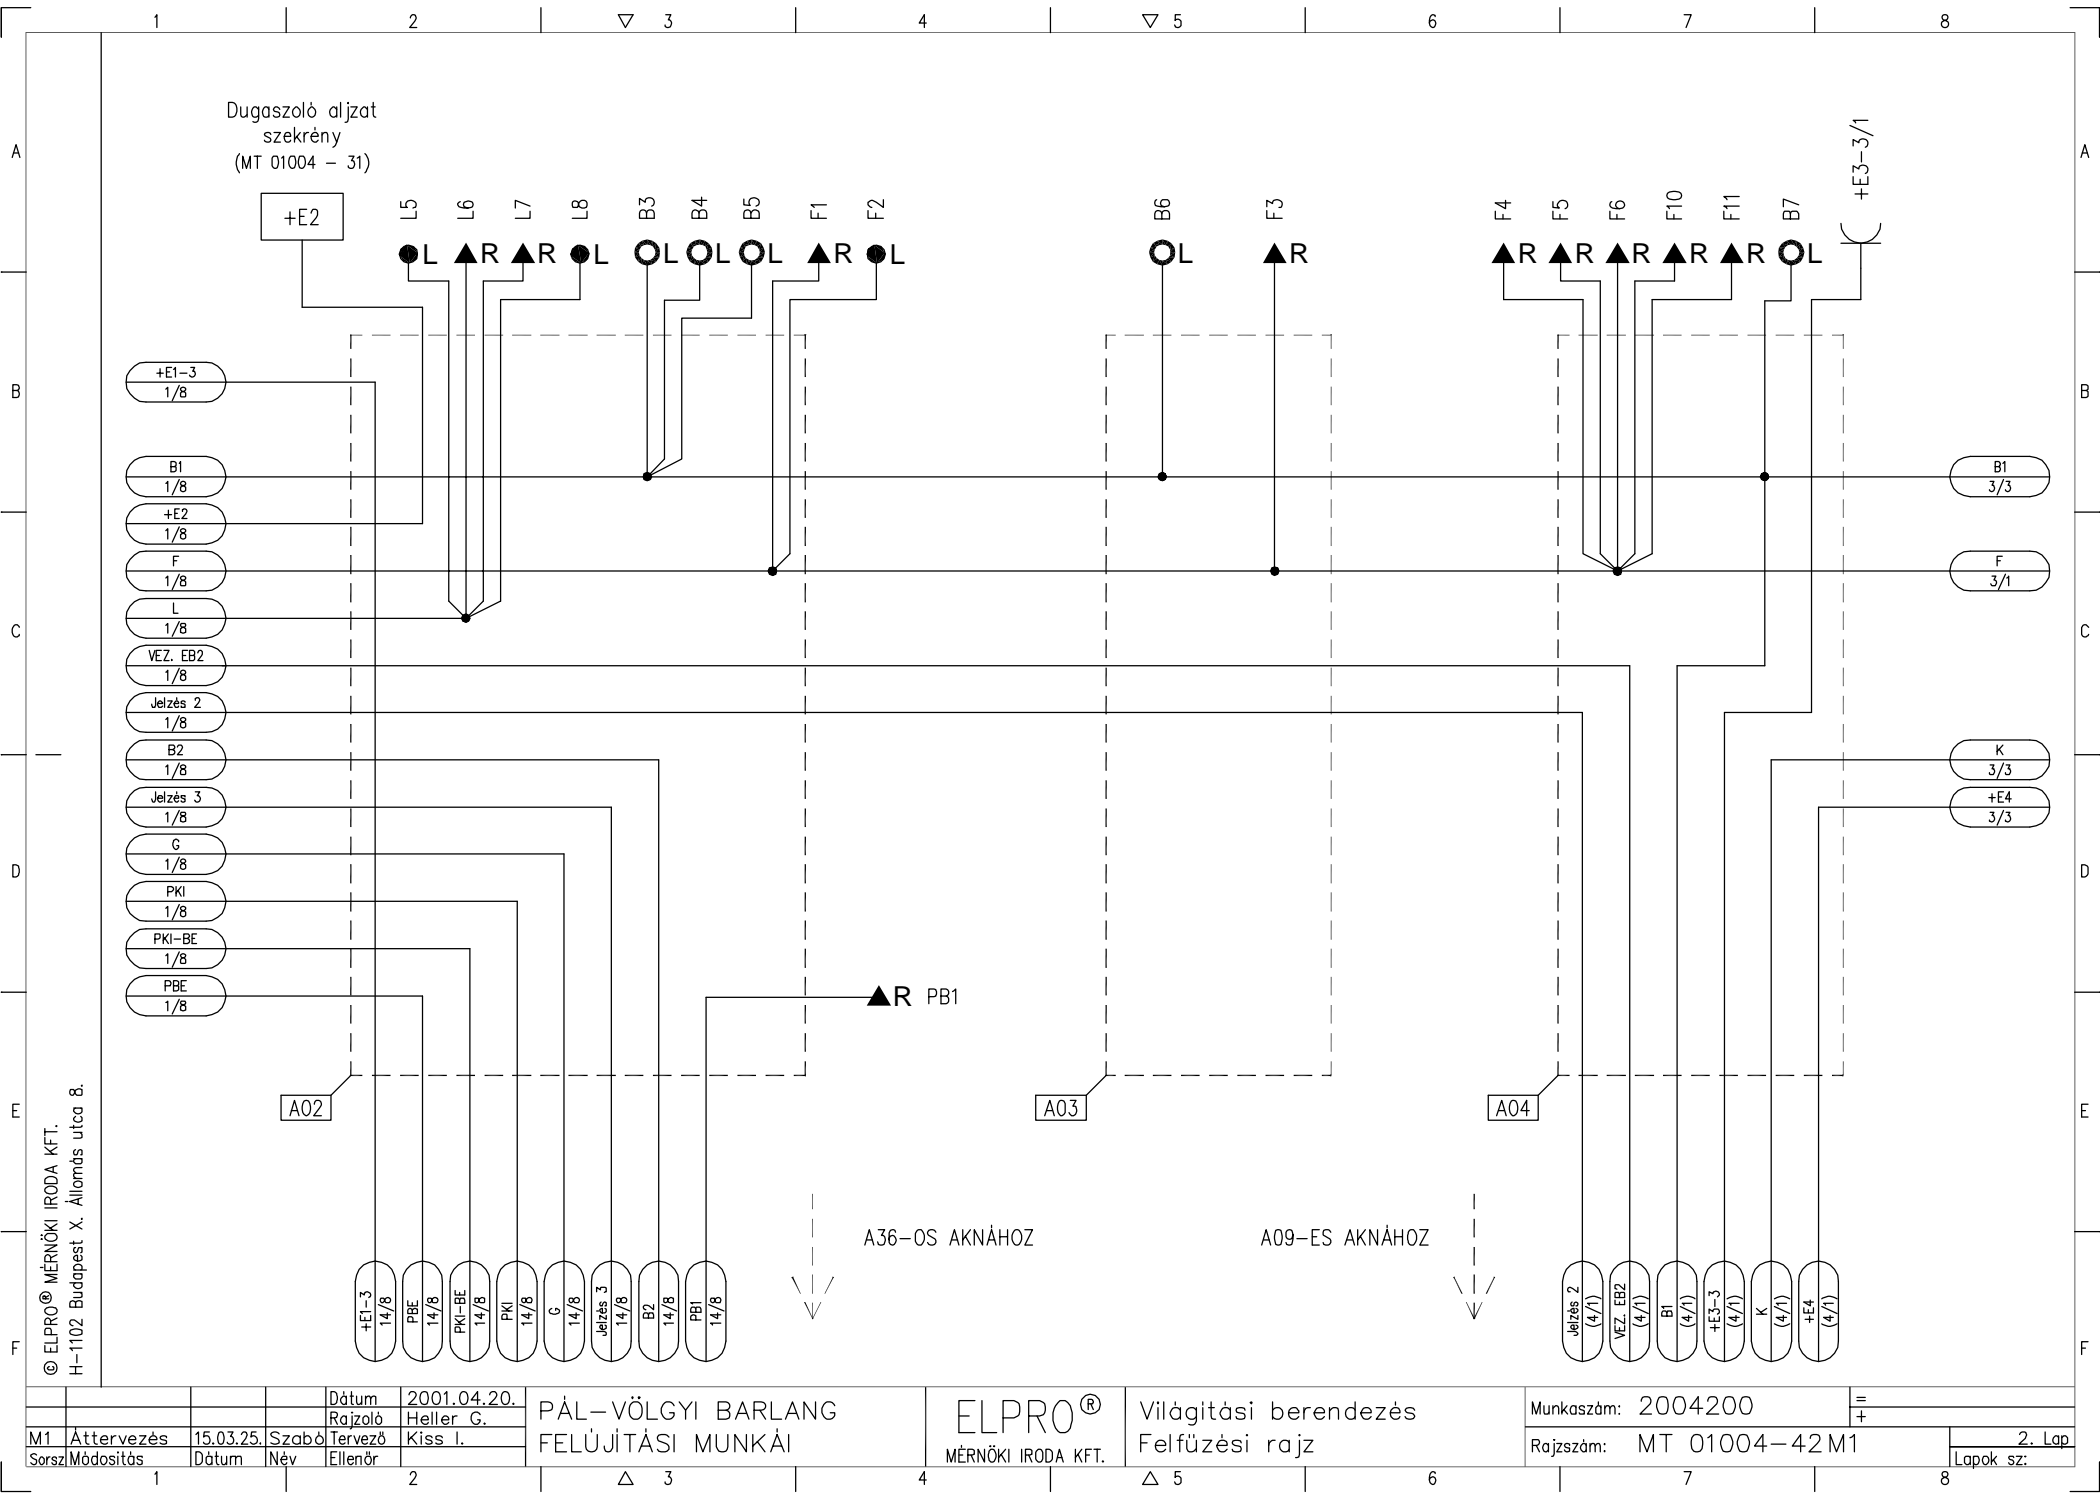 1 2 3 4 5 6 7 8
Dugaszoló aljzat
szekrény
(MT 01004 – 31)
+E2
L5 L6 L7 L8 B3 B4 B5 F1 F2 B6 F3 F4 F5 F6 F10 F11 B7 +E3–3/1
L R R L L L L R L L R R R R R R L
A A
B B
C C
D D
E E
F F
+E1–3
1/8
B1
1/8
+E2
1/8
F
1/8
L
1/8
VEZ. EB2
1/8
Jelzés 2
1/8
B2
1/8
Jelzés 3
1/8
G
1/8
PKI
1/8
PKI–BE
1/8
PBE
1/8
B1
3/3
F
3/1
K
3/3
+E4
3/3
R PB1
A02
A03
A04
A36–OS AKNÁHOZ
A09–ES AKNÁHOZ
+E1–3
14/8
PBE
14/8
PKI–BE
14/8
PKI
14/8
G
14/8
Jelzés 3
14/8
B2
14/8
PB1
14/8
Jelzés 2
(4/1)
VEZ. EB2
(4/1)
B1
(4/1)
+E3–3
(4/1)
K
(4/1)
+E4
(4/1)
© ELPRO® MÉRNÖKI IRODA KFT.
H–1102 Budapest X. Állomás utca 8.
Dátum 2001.04.20.
Rajzoló Heller G.
M1 Áttervezés 15.03.25. Szabó Tervező Kiss I.
Sorsz Módosítás Dátum Név Ellenőr
PÁL–VÖLGYI BARLANG
FELÚJÍTÁSI MUNKÁI
ELPRO®
MÉRNÖKI IRODA KFT.
Világítási berendezés
Felfűzési rajz
Munkaszám: 2004200
Rajzszám: MT 01004–42M1
=
+
2. Lap
Lapok sz:
1 2 3 4 5 6 7 8